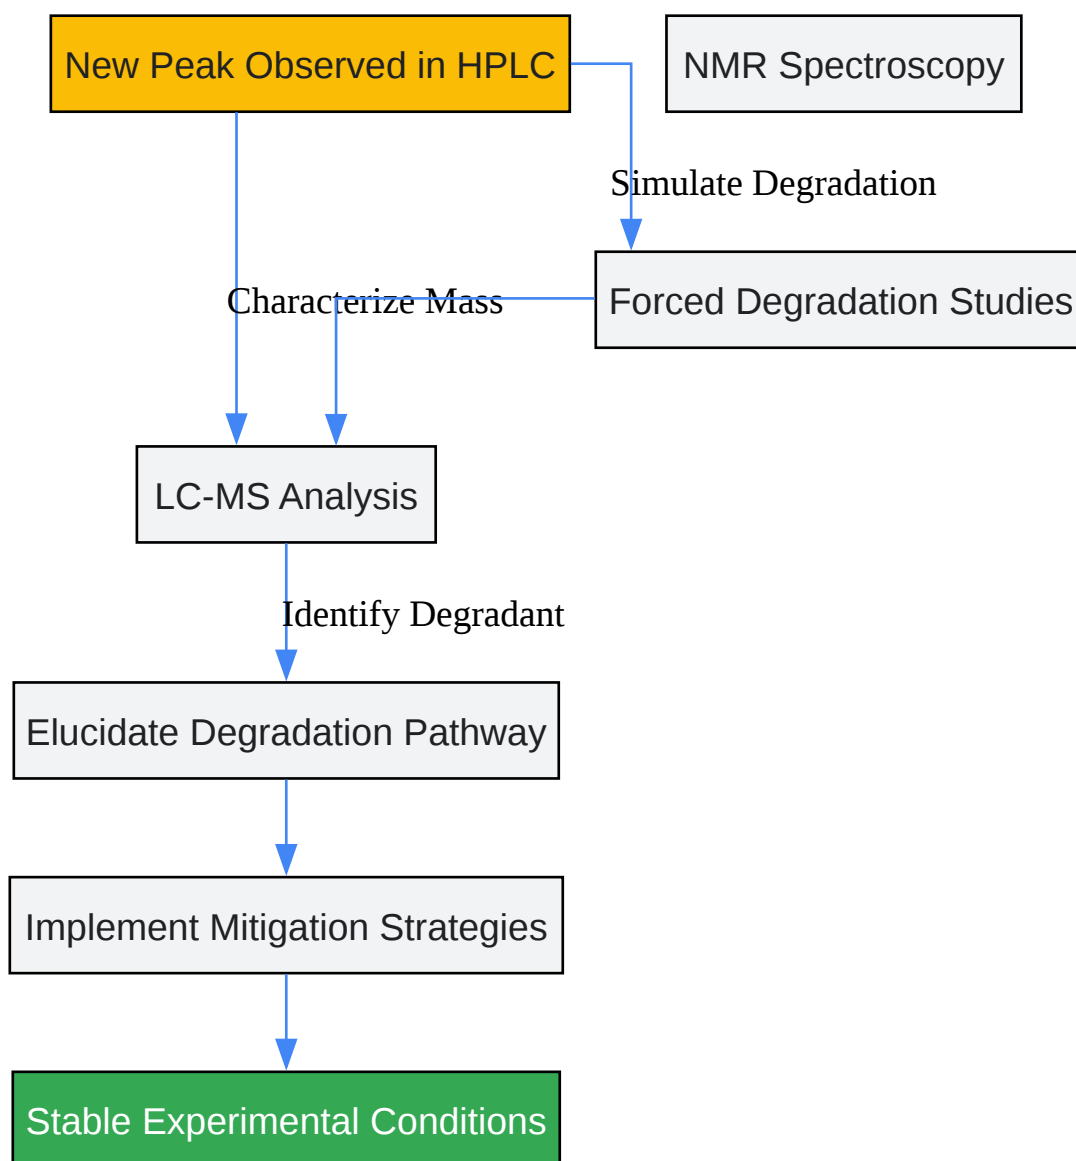 New Peak Observed in HPLC
NMR Spectroscopy
Simulate Degradation
Characterize Mass
Forced Degradation Studies
LC-MS Analysis
Identify Degradant
Elucidate Degradation Pathway
Implement Mitigation Strategies
Stable Experimental Conditions